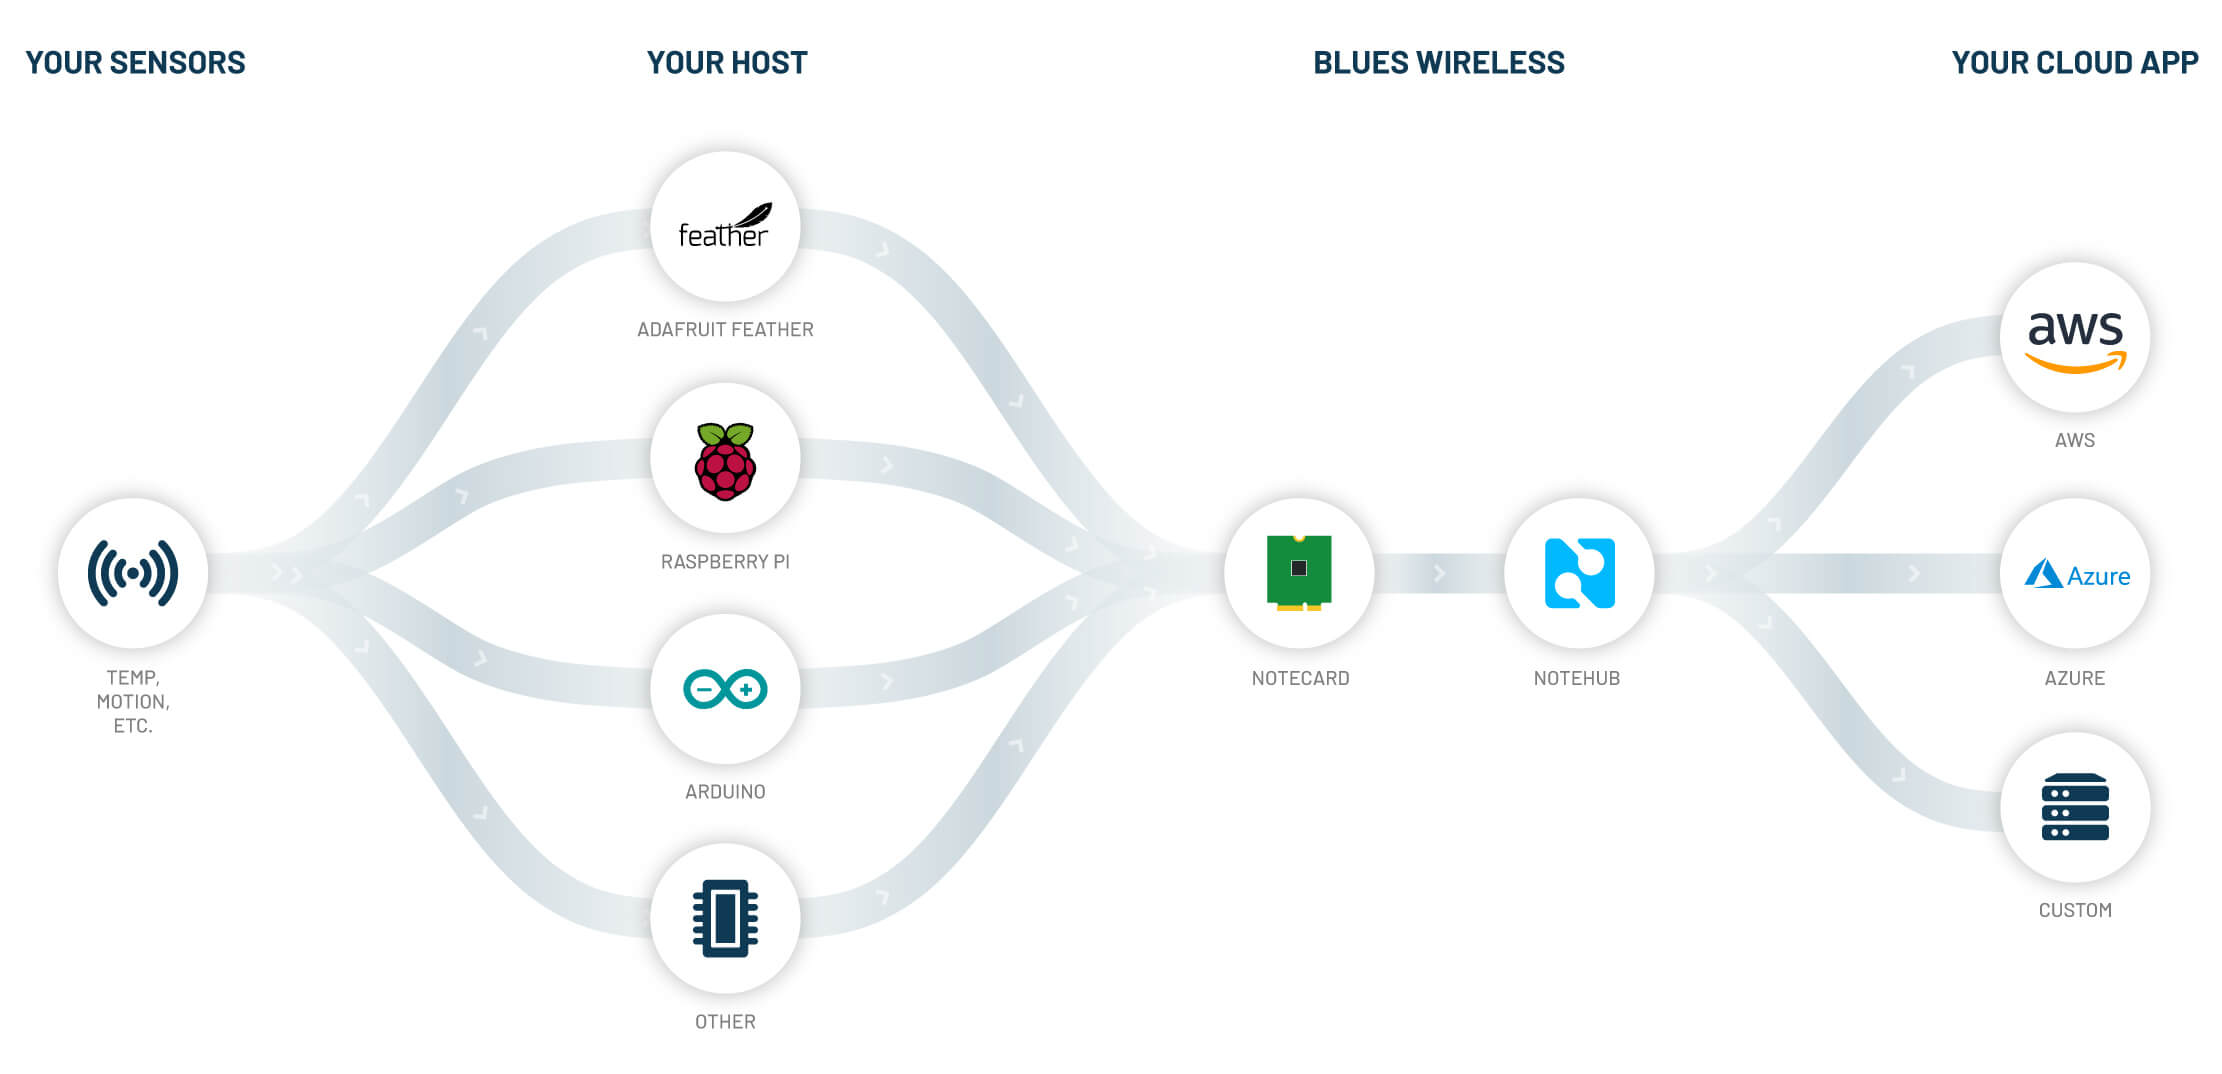 YOUR SENSORS
YOUR HOST
BLUES WIRELESS
YOUR CLOUD APP
TEMP,
MOTION,
ETC.
feather
ADAFRUIT FEATHER
RASPBERRY PI
ARDUINO
OTHER
NOTECARD
NOTEHUB
aws
AWS
Azure
AZURE
CUSTOM